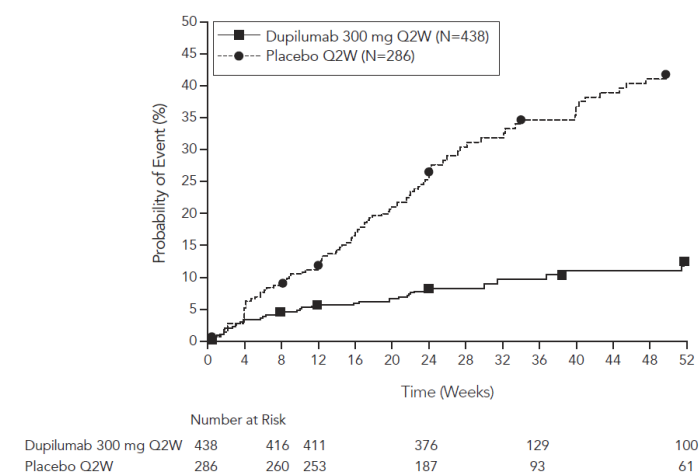 50
45
40
35
30
25
20
15
10
5
0
Probability of Event (%)
Dupilumab 300 mg Q2W (N=438)
Placebo Q2W (N=286)
0 4 8 12 16 20 24 28 32 36 40 44 48 52
Time (Weeks)
Number at Risk
Dupilumab 300 mg Q2W 438 416 411 376 129 100
Placebo Q2W 286 260 253 187 93 61